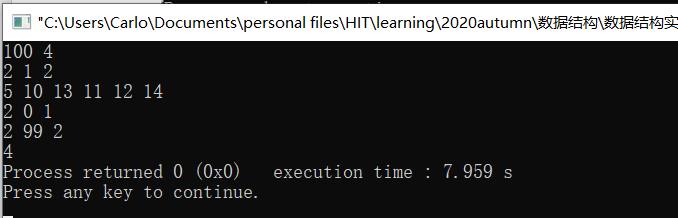 "C:\Users\Carlo\Documents\personal files\HIT\learning\2020autumn\数据结构\数据结构实
100 4
2 1 2
5 10 13 11 12 14
2 0 1
2 99 2
4
Process returned 0 (0x0)   execution time : 7.959 s
Press any key to continue.